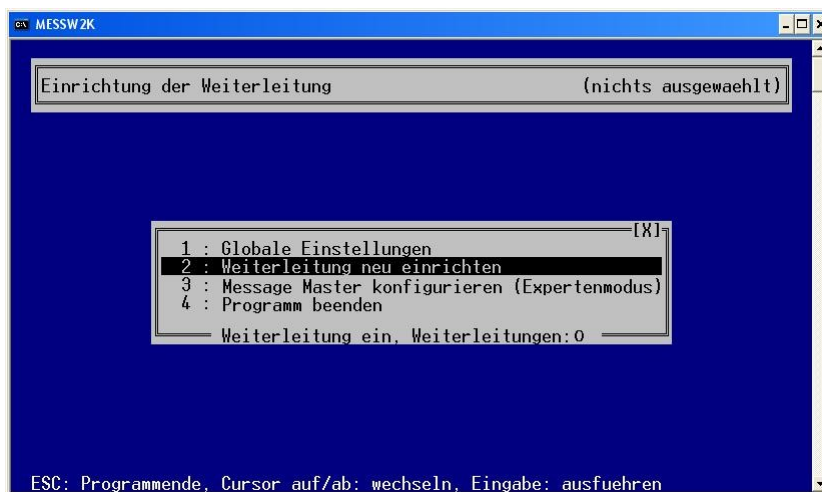 MESSW2K
Einrichtung der Weiterleitung (nichts ausgewaehlt)
[X]
1 : Globale Einstellungen
2 : Weiterleitung neu einrichten
3 : Message Master konfigurieren (Expertenmodus)
4 : Programm beenden
Weiterleitung ein, Weiterleitungen:0
ESC: Programmende, Cursor auf/ab: wechseln, Eingabe: ausfuehren